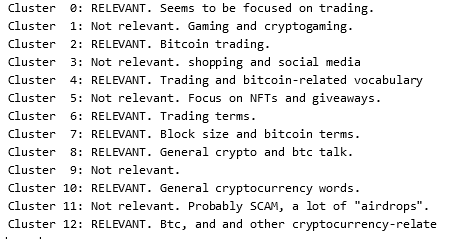 Cluster  0: RELEVANT. Seems to be focused on trading.
Cluster  1: Not relevant. Gaming and cryptogaming.
Cluster  2: RELEVANT. Bitcoin trading.
Cluster  3: Not relevant. shopping and social media
Cluster  4: RELEVANT. Trading and bitcoin-related vocabulary
Cluster  5: Not relevant. Focus on NFTs and giveaways.
Cluster  6: RELEVANT. Trading terms.
Cluster  7: RELEVANT. Block size and bitcoin terms.
Cluster  8: RELEVANT. General crypto and btc talk.
Cluster  9: Not relevant.
Cluster 10: RELEVANT. General cryptocurrency words.
Cluster 11: Not relevant. Probably SCAM, a lot of "airdrops".
Cluster 12: RELEVANT. Btc, and and other cryptocurrency-relate